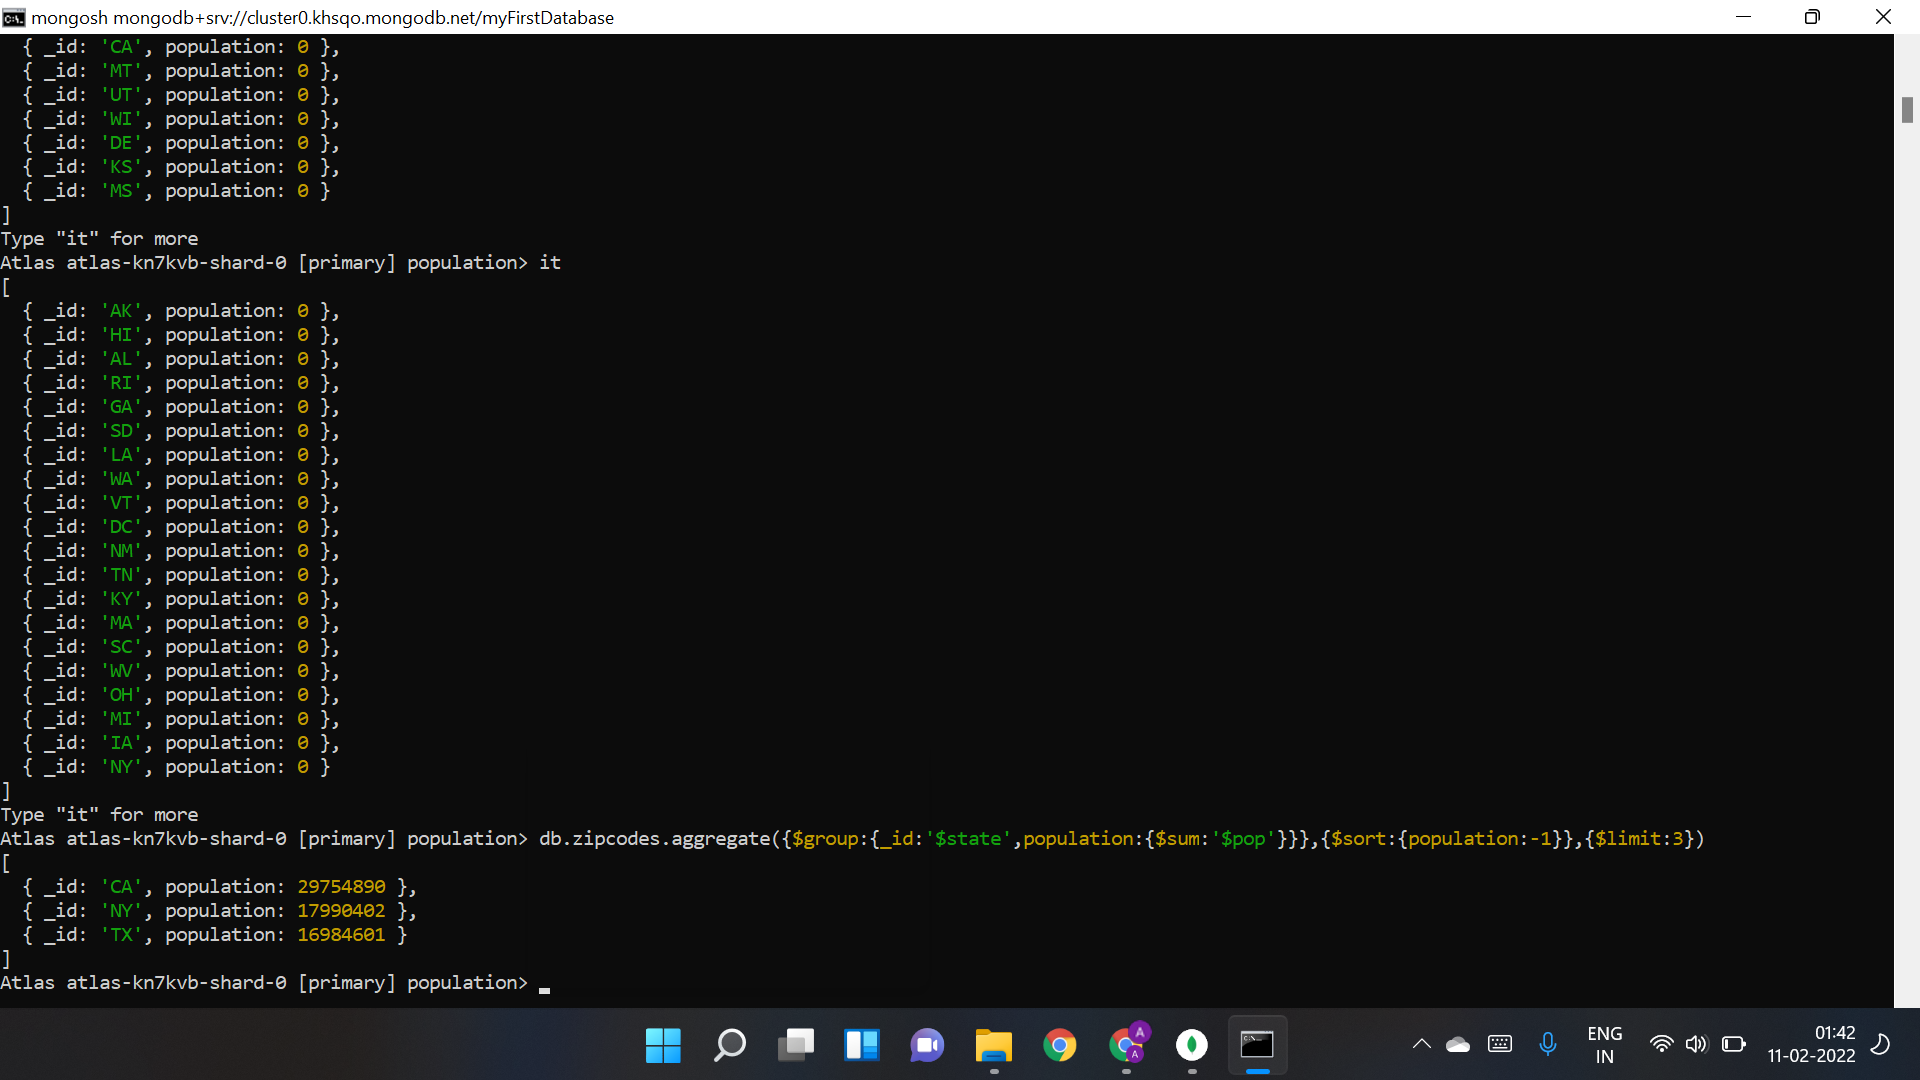 mongosh mongodb+srv://cluster0.khsqo.mongodb.net/myFirstDatabase
  { _id: 'CA', population: 0 },
  { _id: 'MT', population: 0 },
  { _id: 'UT', population: 0 },
  { _id: 'WI', population: 0 },
  { _id: 'DE', population: 0 },
  { _id: 'KS', population: 0 },
  { _id: 'MS', population: 0 }
]
Type "it" for more
Atlas atlas-kn7kvb-shard-0 [primary] population> it
[
  { _id: 'AK', population: 0 },
  { _id: 'HI', population: 0 },
  { _id: 'AL', population: 0 },
  { _id: 'RI', population: 0 },
  { _id: 'GA', population: 0 },
  { _id: 'SD', population: 0 },
  { _id: 'LA', population: 0 },
  { _id: 'WA', population: 0 },
  { _id: 'VT', population: 0 },
  { _id: 'DC', population: 0 },
  { _id: 'NM', population: 0 },
  { _id: 'TN', population: 0 },
  { _id: 'KY', population: 0 },
  { _id: 'MA', population: 0 },
  { _id: 'SC', population: 0 },
  { _id: 'WV', population: 0 },
  { _id: 'OH', population: 0 },
  { _id: 'MI', population: 0 },
  { _id: 'IA', population: 0 },
  { _id: 'NY', population: 0 }
]
Type "it" for more
Atlas atlas-kn7kvb-shard-0 [primary] population> db.zipcodes.aggregate({$group:{_id:'$state',population:{$sum:'$pop'}}},{$sort:{population:-1}},{$limit:3})
[
  { _id: 'CA', population: 29754890 },
  { _id: 'NY', population: 17990402 },
  { _id: 'TX', population: 16984601 }
]
Atlas atlas-kn7kvb-shard-0 [primary] population>
A
A
ENG
IN
01:42
11-02-2022